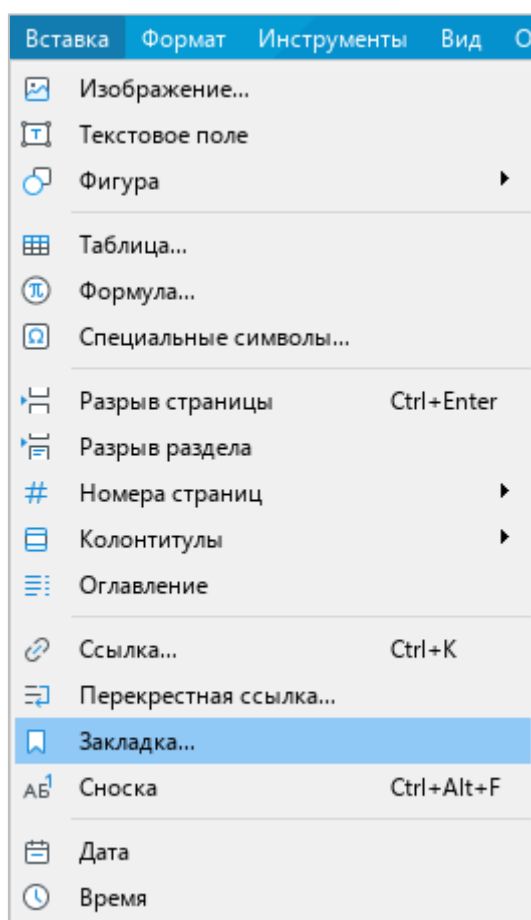 Вставка Формат Инструменты Вид О
Изображение...
Текстовое поле
Фигура
Таблица...
Формула...
Специальные символы...
Разрыв страницы Ctrl+Enter
Разрыв раздела
Номера страниц
Колонтитулы
Оглавление
Ссылка... Ctrl+K
Перекрестная ссылка...
Закладка...
Сноска Ctrl+Alt+F
Дата
Время